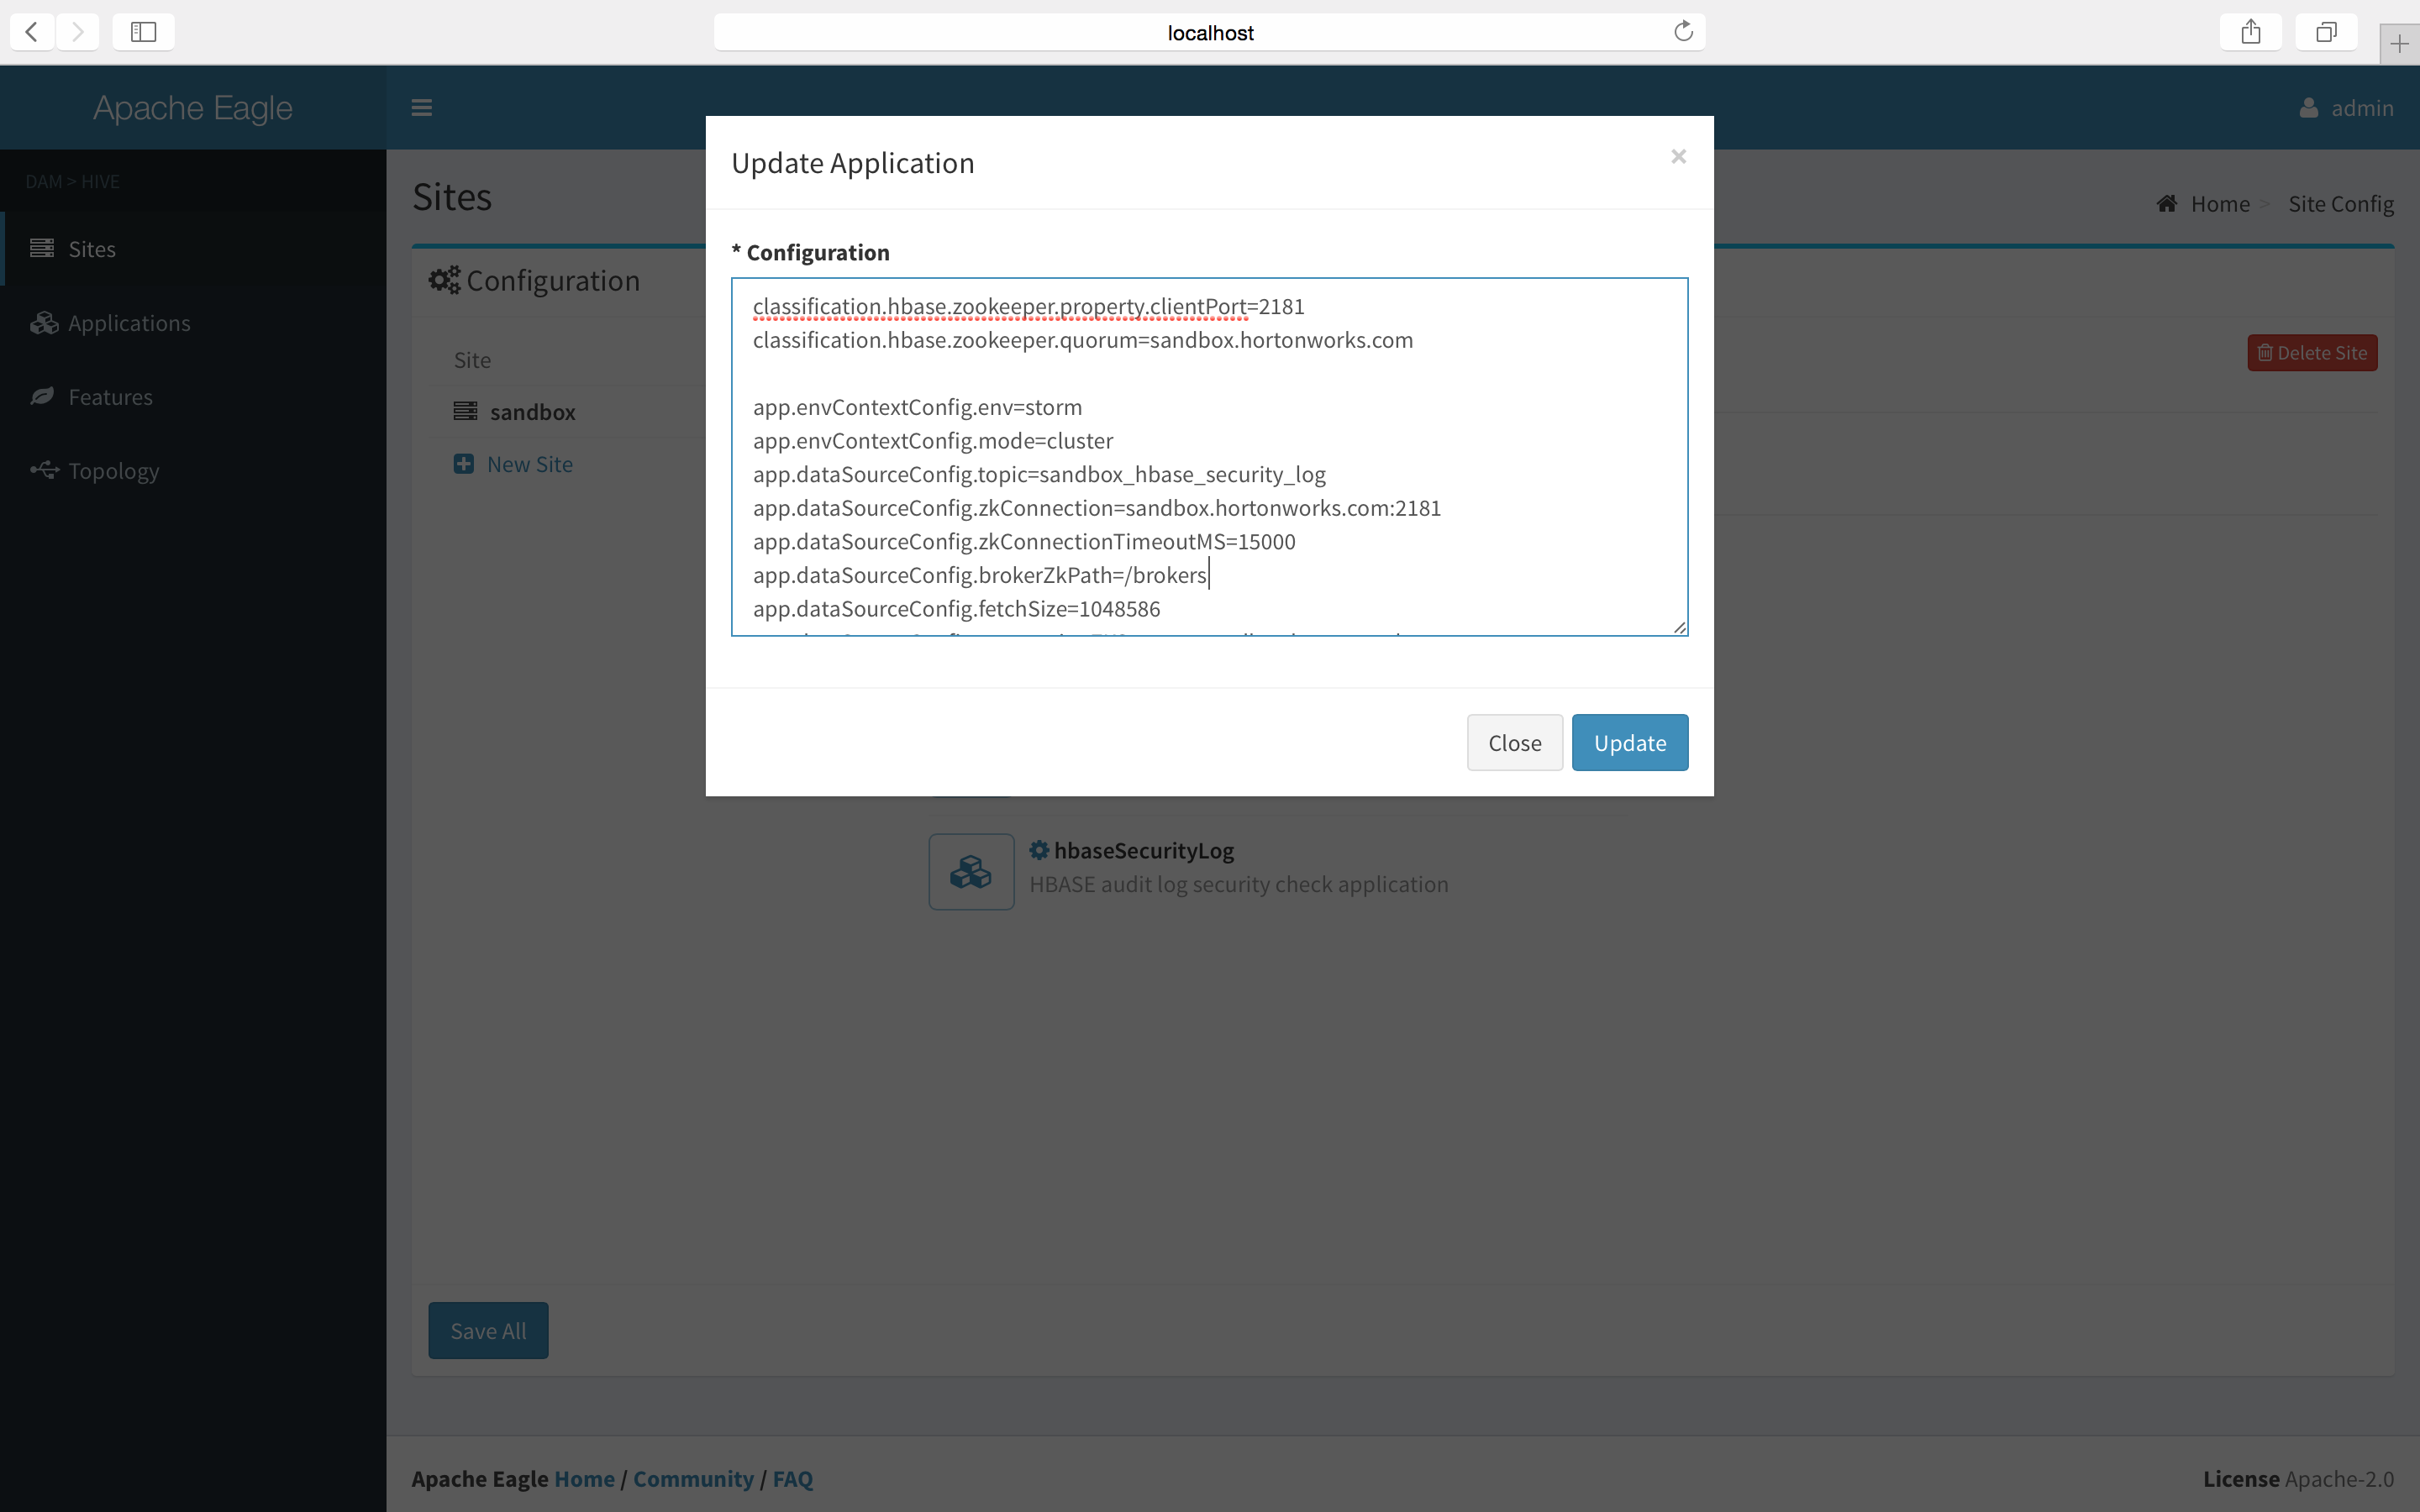 localhost
Apache Eagle
admin
DAM > HIVE
Sites
Applications
Features
Topology
Sites
Home > Site Config
Configuration
Site
sandbox
New Site
Delete Site
Update Application
×
* Configuration
classification.hbase.zookeeper.property.clientPort=2181
classification.hbase.zookeeper.quorum=sandbox.hortonworks.com
app.envContextConfig.env=storm
app.envContextConfig.mode=cluster
app.dataSourceConfig.topic=sandbox_hbase_security_log
app.dataSourceConfig.zkConnection=sandbox.hortonworks.com:2181
app.dataSourceConfig.zkConnectionTimeoutMS=15000
app.dataSourceConfig.brokerZkPath=/brokers
app.dataSourceConfig.fetchSize=1048586
Close
Update
hbaseSecurityLog
HBASE audit log security check application
Save All
Apache Eagle Home / Community / FAQ
License Apache-2.0